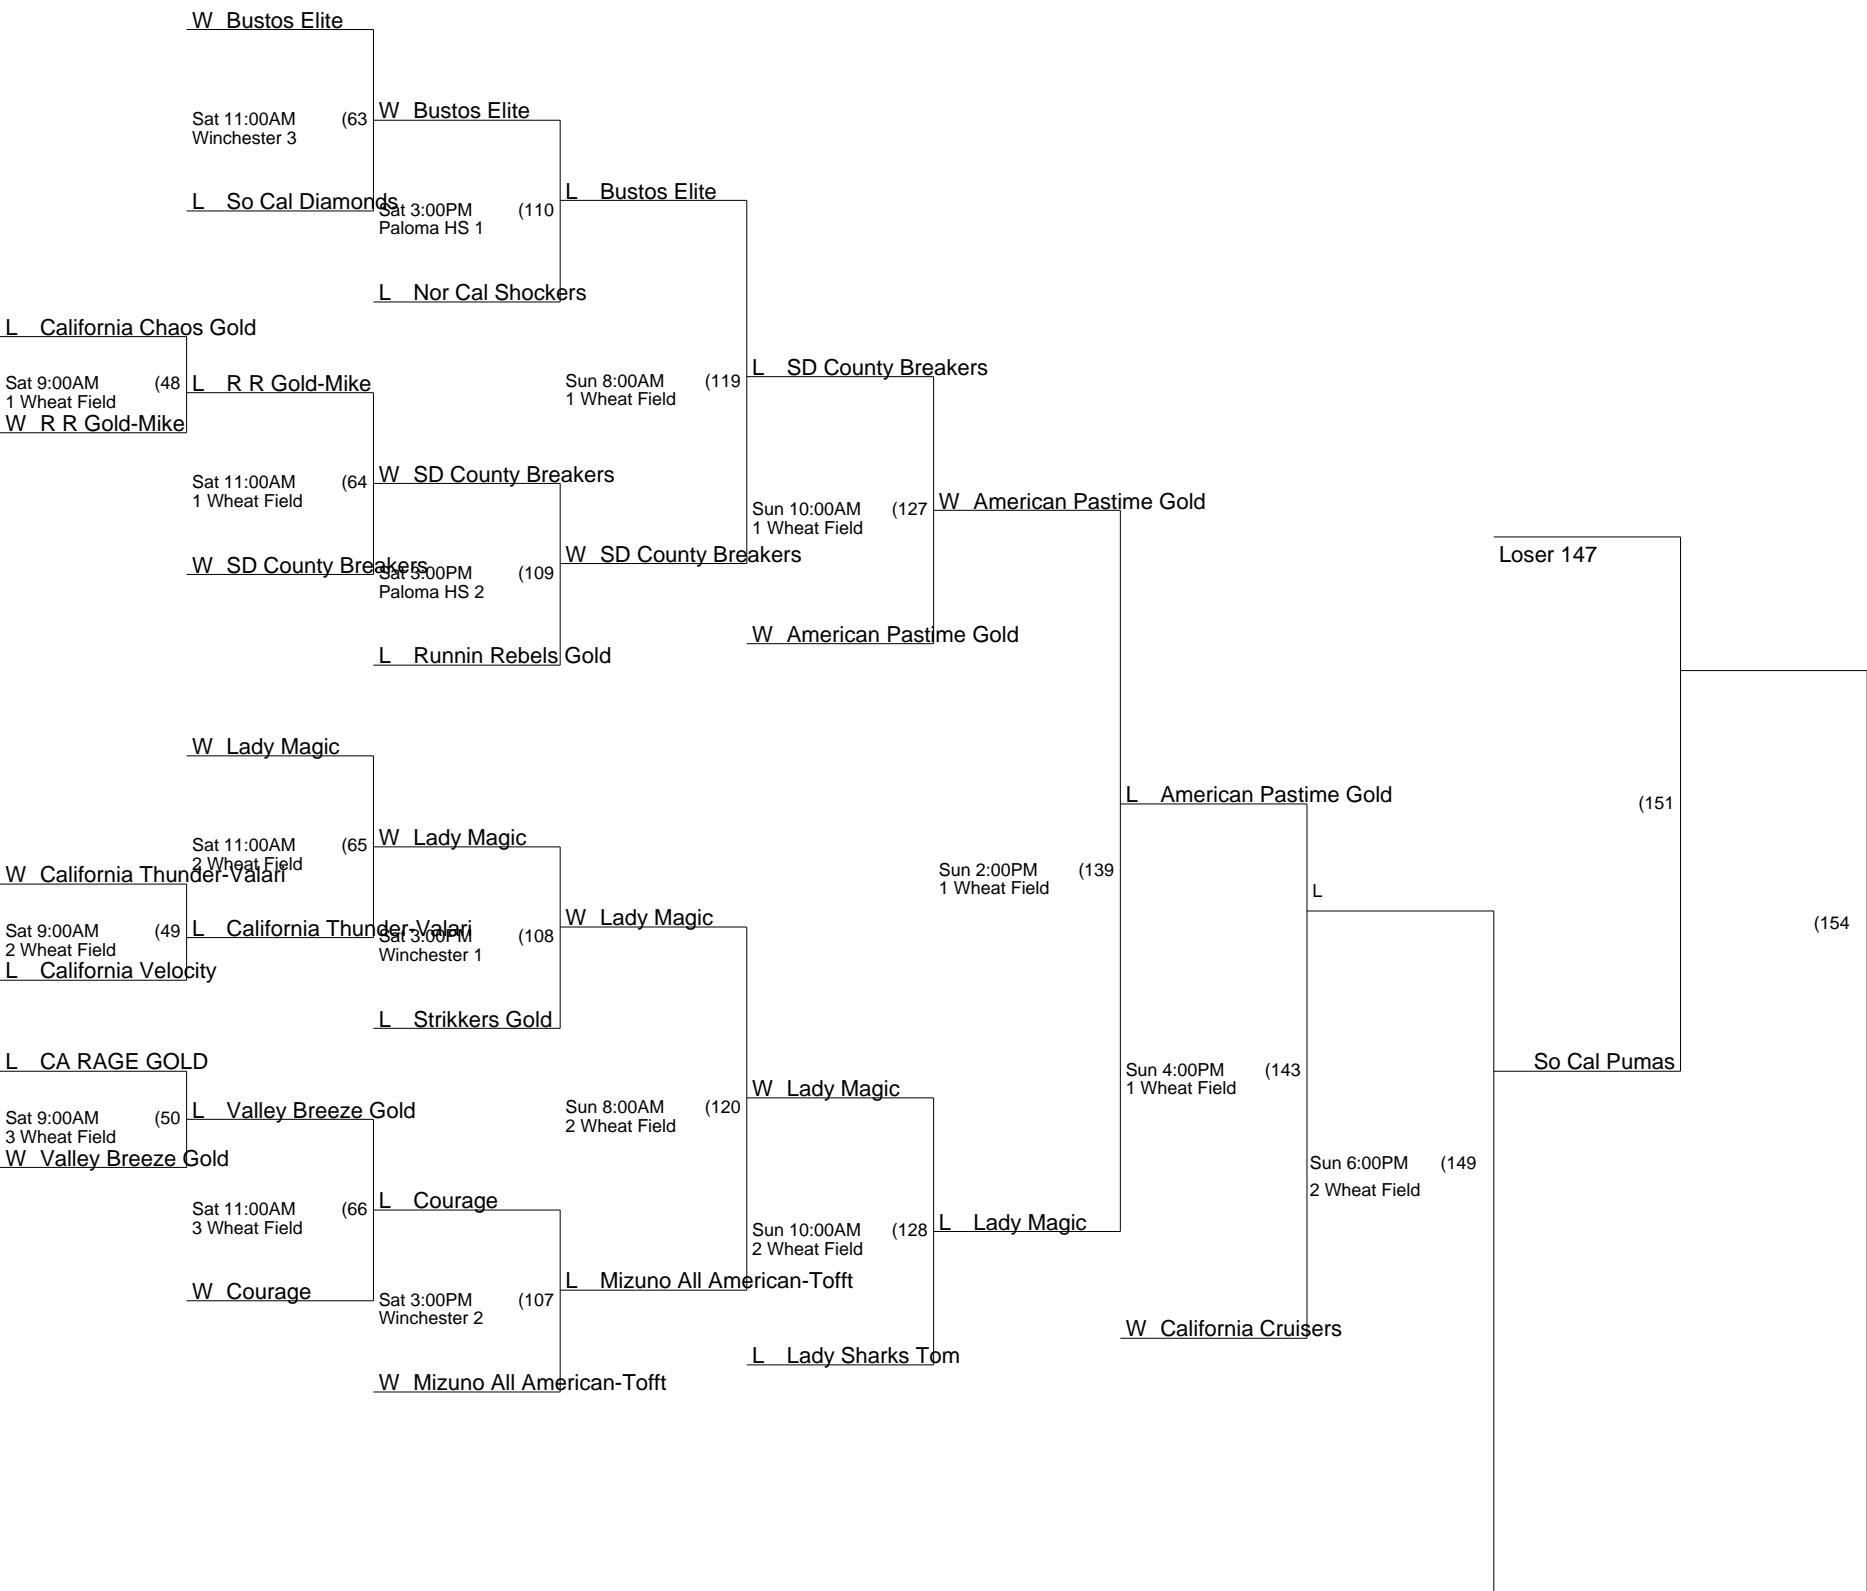 W Bustos Elite
Sat 11:00AM (63
Winchester 3
W Bustos Elite
L So Cal Diamonds
Sat 3:00PM (110
Paloma HS 1
L Bustos Elite
L Nor Cal Shockers
L California Chaos Gold
Sat 9:00AM (48
1 Wheat Field
W R R Gold-Mike
L R R Gold-Mike
Sun 8:00AM (119
1 Wheat Field
L SD County Breakers
Sat 11:00AM (64
1 Wheat Field
W SD County Breakers
Sun 10:00AM (127
1 Wheat Field
W American Pastime Gold
W SD County Breakers
Sat 3:00PM (109
Paloma HS 2
W SD County Breakers
Loser 147
L Runnin Rebels Gold
W American Pastime Gold
W Lady Magic
Sat 11:00AM (65
2 Wheat Field
W Lady Magic
L American Pastime Gold
(151
W California Thunder-Valari
Sat 9:00AM (49
2 Wheat Field
L California Velocity
L California Thunder-Valari
Sat 3:00PM (108
Winchester 1
W Lady Magic
Sun 2:00PM (139
1 Wheat Field
L
(154
L Strikkers Gold
L CA RAGE GOLD
Sat 9:00AM (50
3 Wheat Field
W Valley Breeze Gold
L Valley Breeze Gold
Sun 8:00AM (120
2 Wheat Field
W Lady Magic
Sun 4:00PM (143
1 Wheat Field
So Cal Pumas
Sat 11:00AM (66
3 Wheat Field
L Courage
Sun 10:00AM (128
2 Wheat Field
L Lady Magic
Sun 6:00PM (149
2 Wheat Field
W Courage
Sat 3:00PM (107
Winchester 2
L Mizuno All American-Tofft
W California Cruisers
W Mizuno All American-Tofft
L Lady Sharks Tom